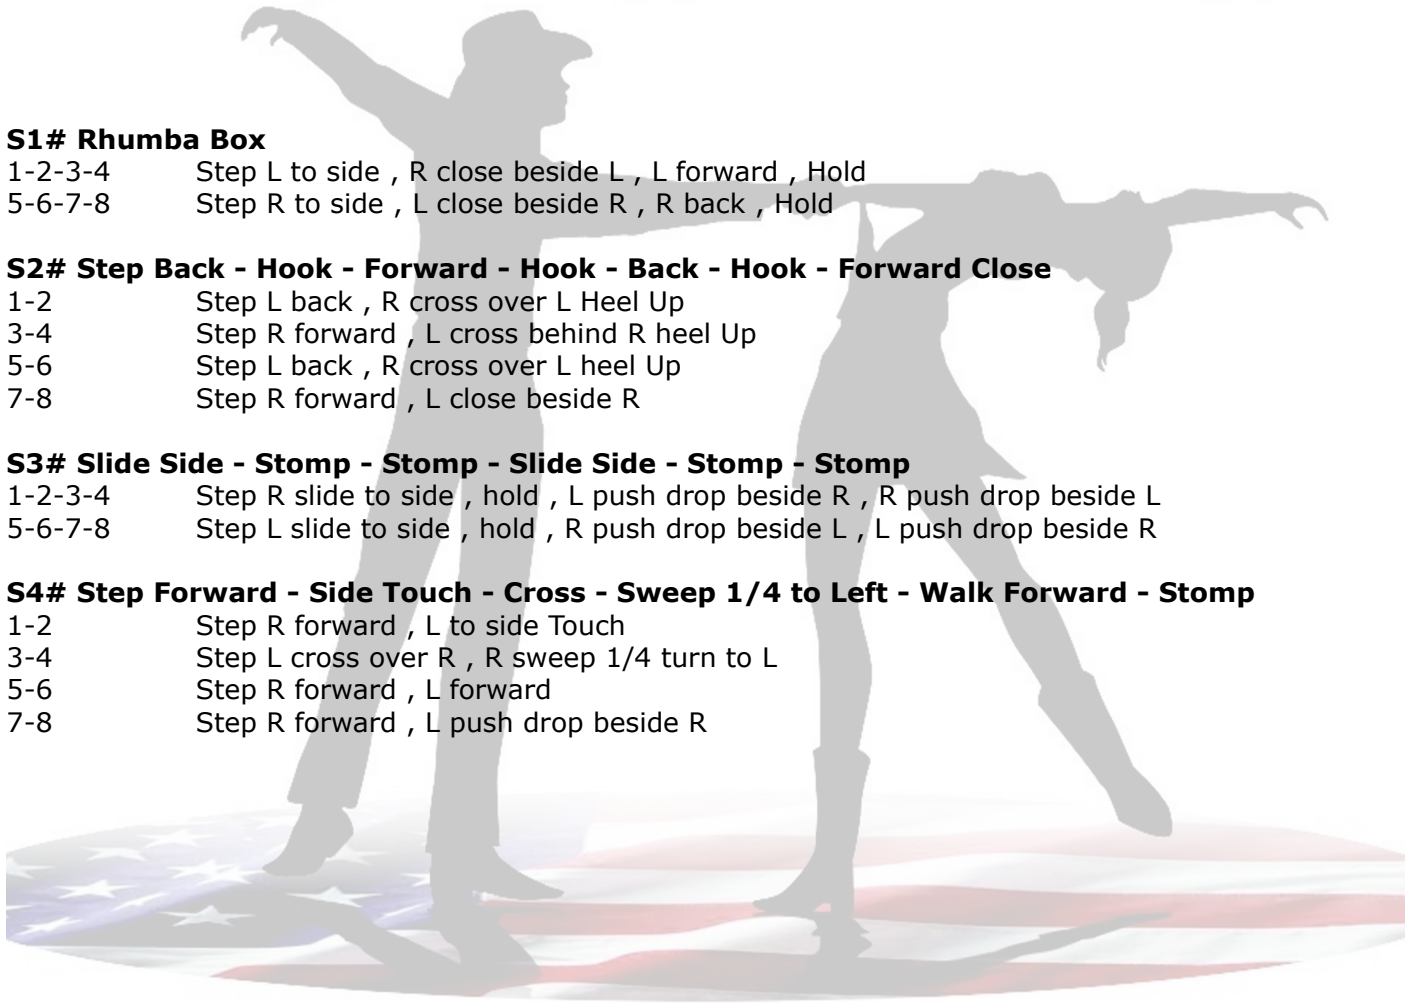 S1# Rhumba Box
1-2-3-4 Step L to side , R close beside L , L forward , Hold
5-6-7-8 Step R to side , L close beside R , R back , Hold
S2# Step Back - Hook - Forward - Hook - Back - Hook - Forward Close
1-2 Step L back , R cross over L Heel Up
3-4 Step R forward , L cross behind R heel Up
5-6 Step L back , R cross over L heel Up
7-8 Step R forward , L close beside R
S3# Slide Side - Stomp - Stomp - Slide Side - Stomp - Stomp
1-2-3-4 Step R slide to side , hold , L push drop beside R , R push drop beside L
5-6-7-8 Step L slide to side , hold , R push drop beside L , L push drop beside R
S4# Step Forward - Side Touch - Cross - Sweep 1/4 to Left - Walk Forward - Stomp
1-2 Step R forward , L to side Touch
3-4 Step L cross over R , R sweep 1/4 turn to L
5-6 Step R forward , L forward
7-8 Step R forward , L push drop beside R